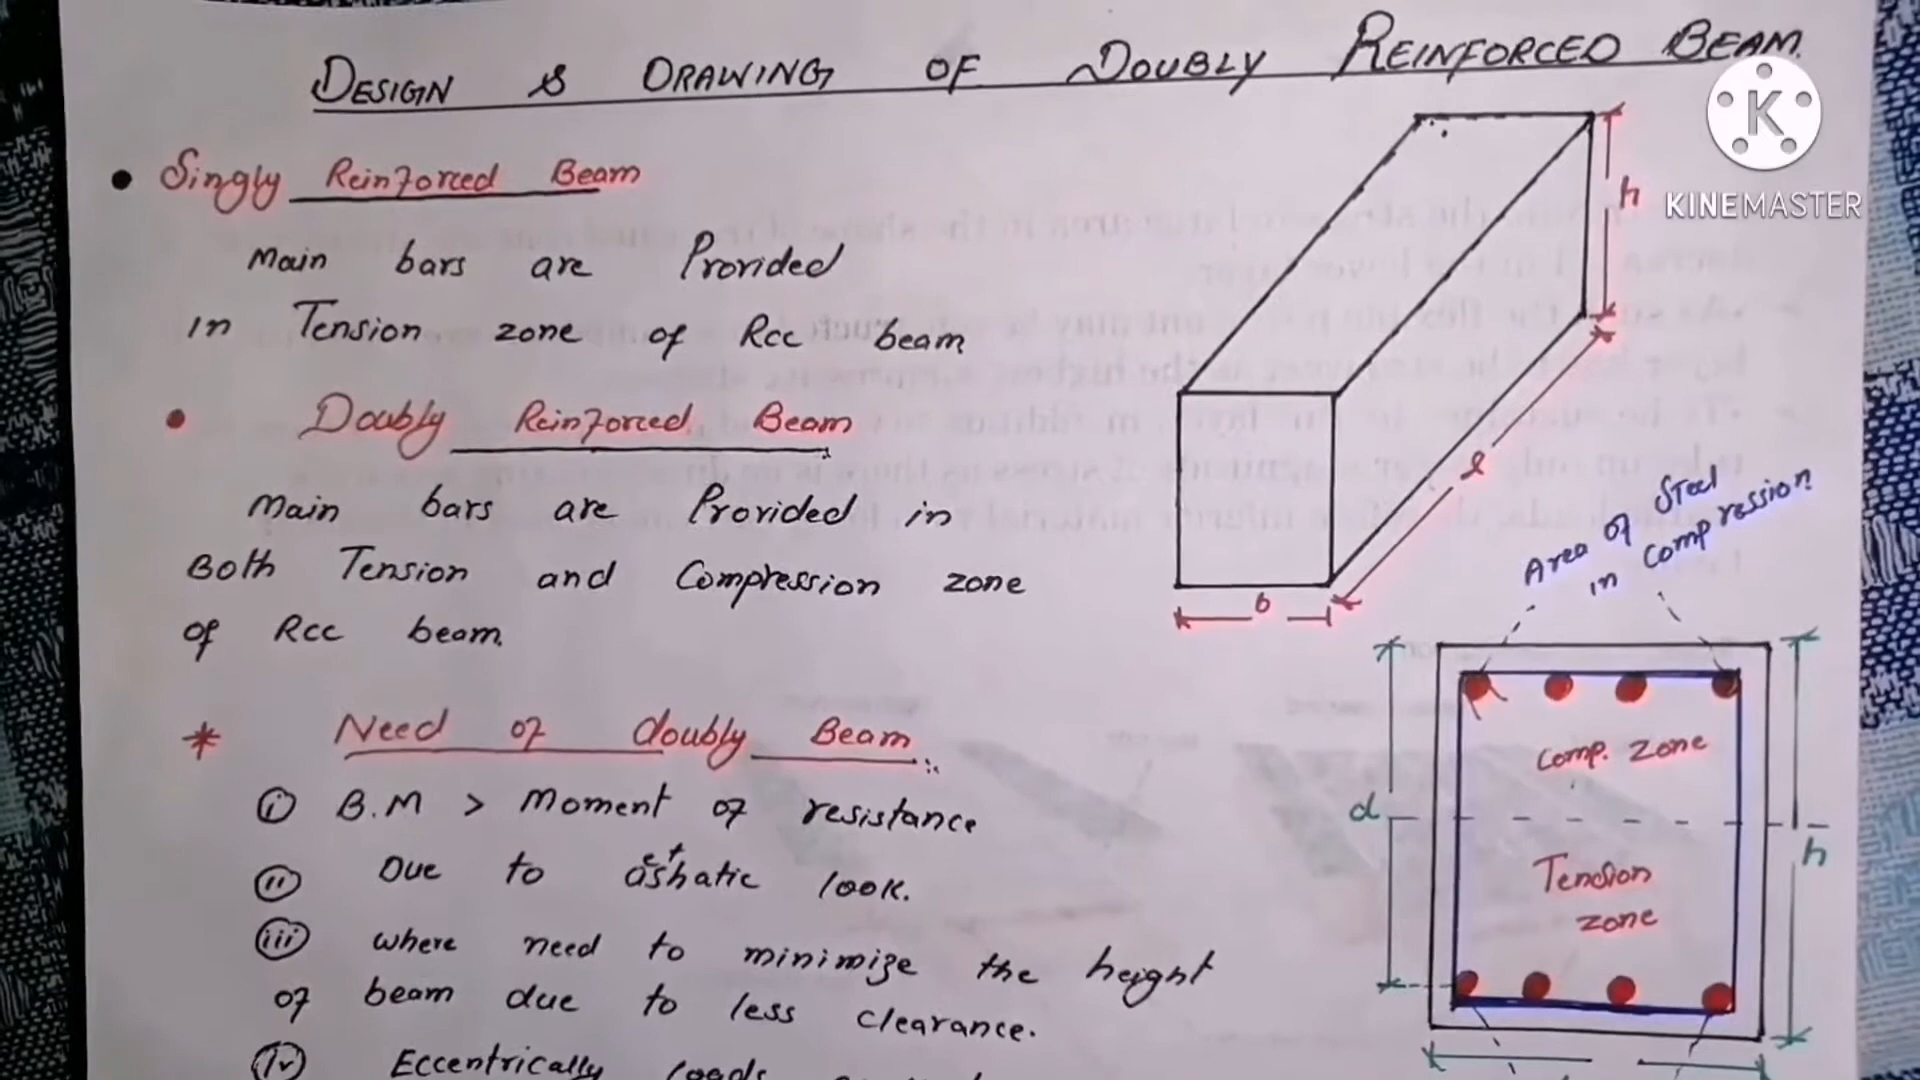 DESIGN & DRAWING OF DOUBLY REINFORCED BEAM.
K
KINEMASTER
• Singly Reinforced Beam
Main bars are Provided
in Tension zone of Rcc beam
• Doubly Reinforced Beam
Main bars are Provided in
Both Tension and Compression zone
of Rcc beam
* Need of doubly Beam
(i) B.M > Moment of resistance
(ii) Due to look.
(iii) where need to minimize the height
of beam due to less clearance.
(iv) Eccentrically loads
h
l
b
Area of Steel
in Compression
Comp. zone
d
h
Tension
zone